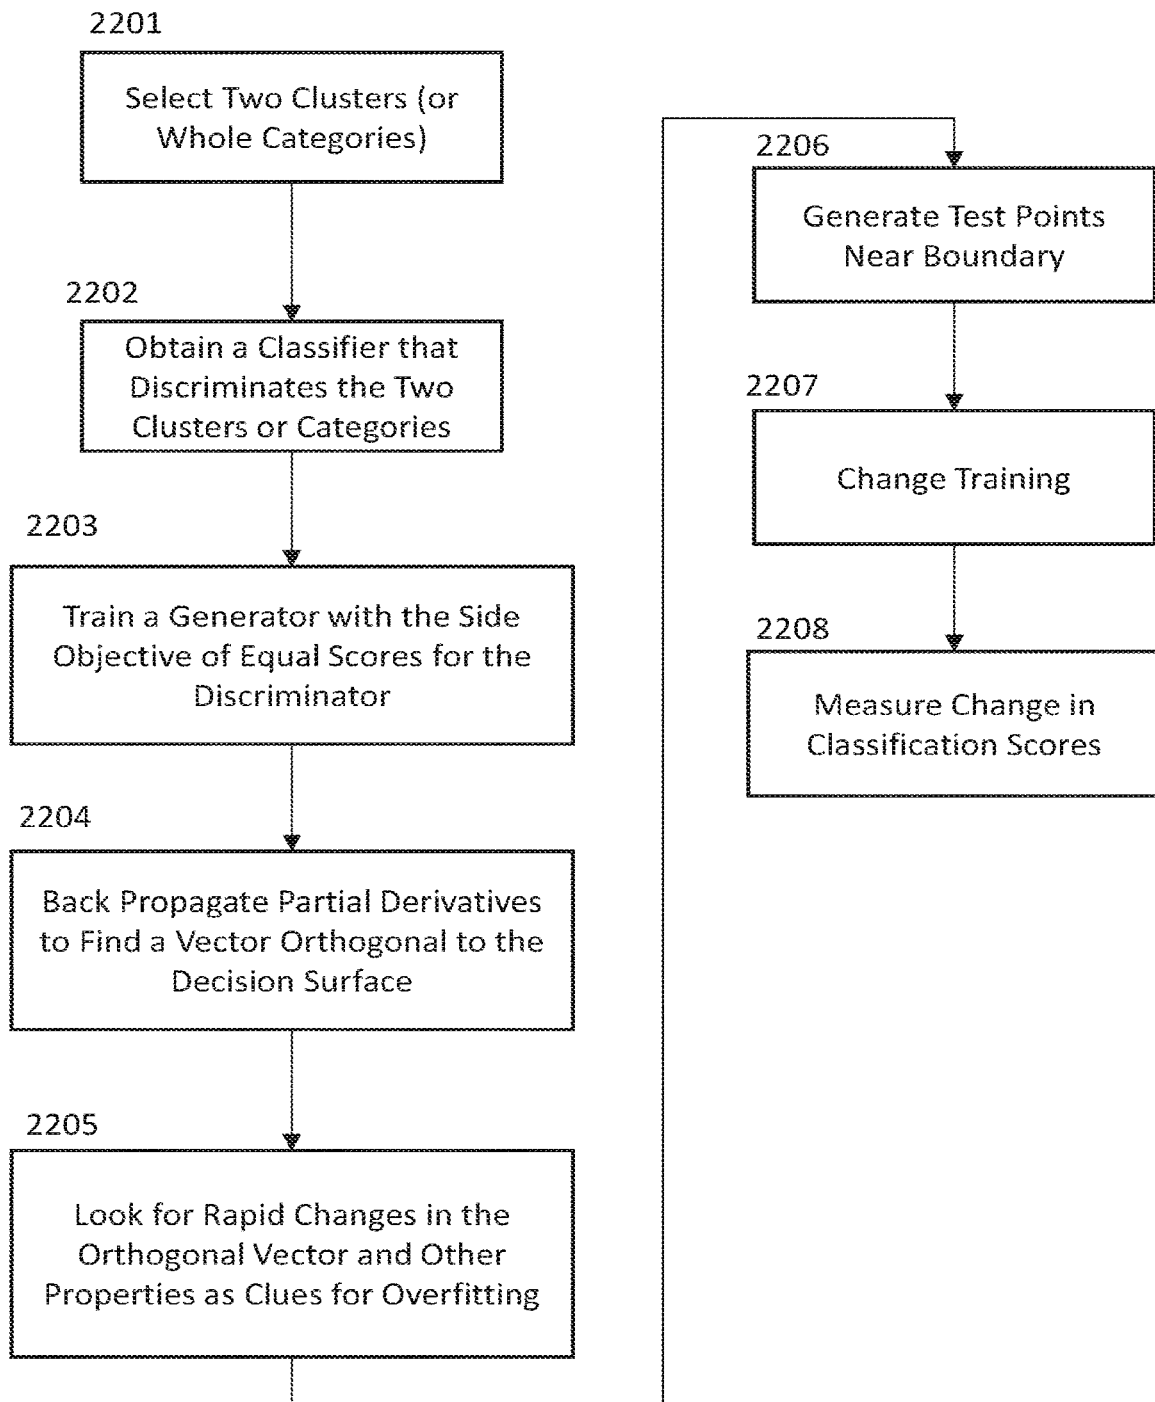 2201
Select Two Clusters (or
Whole Categories)
2202
Obtain a Classifier that
Discriminates the Two
Clusters or Categories
2203
Train a Generator with the Side
Objective of Equal Scores for the
Discriminator
2204
Back Propagate Partial Derivatives
to Find a Vector Orthogonal to the
Decision Surface
2205
Look for Rapid Changes in the
Orthogonal Vector and Other
Properties as Clues for Overfitting
2206
Generate Test Points
Near Boundary
2207
Change Training
2208
Measure Change in
Classification Scores